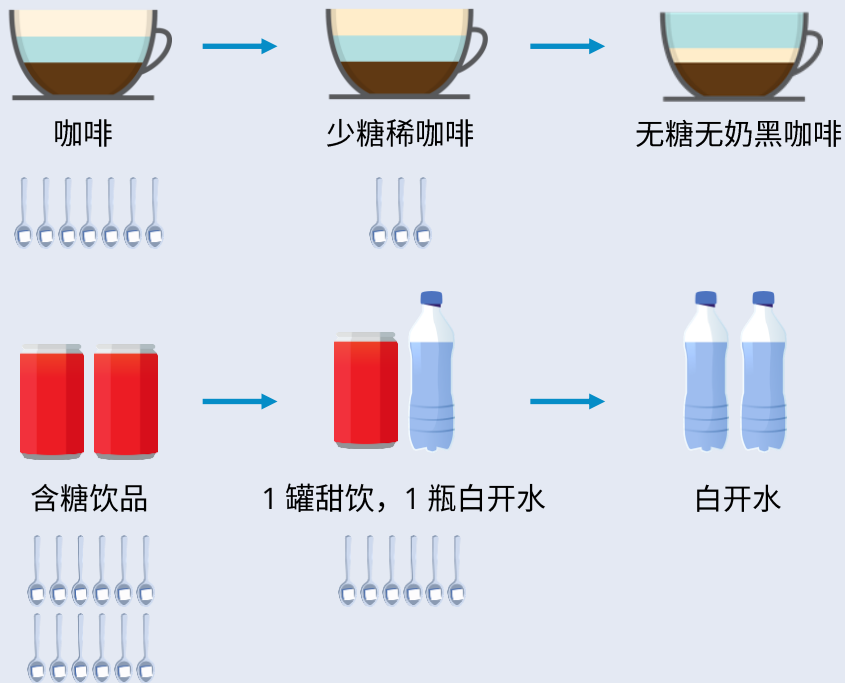 咖啡
少糖稀咖啡
无糖无奶黑咖啡
含糖饮品
1 罐甜饮，1 瓶白开水
白开水